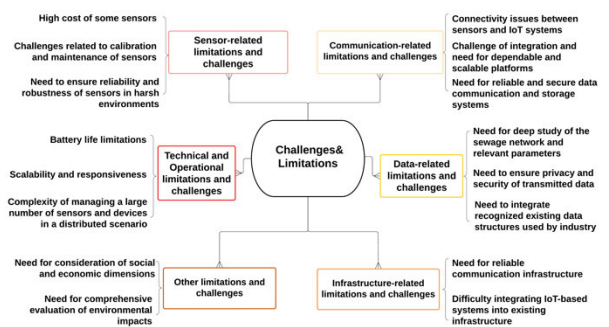 High cost of some sensors
Challenges related to calibration
and maintenance of sensors
Need to ensure reliability and
robustness of sensors in harsh
environments
Sensor-related
limitations and
challenges
Communication-related
limitations and challenges
Connectivity issues between
sensors and IoT systems
Challenge of integration and
need for dependable and
scalable platforms
Need for reliable and secure data
communication and storage
systems
Battery life limitations
Scalability and responsiveness
Complexity of managing a large
number of sensors and devices
in a distributed scenario
Technical and
Operational
limitations and
challenges
Challenges&
Limitations
Data-related
limitations and
challenges
Need for deep study of the
sewage network and
relevant parameters
Need to ensure privacy and
security of transmitted data
Need to integrate
recognized existing data
structures used by industry
Need for consideration of social
and economic dimensions
Need for comprehensive
evaluation of environmental
impacts
Other limitations and
challenges
Infrastructure-related
limitations and challenges
Need for reliable
communication infrastructure
Difficulty integrating IoT-based
systems into existing
infrastructure